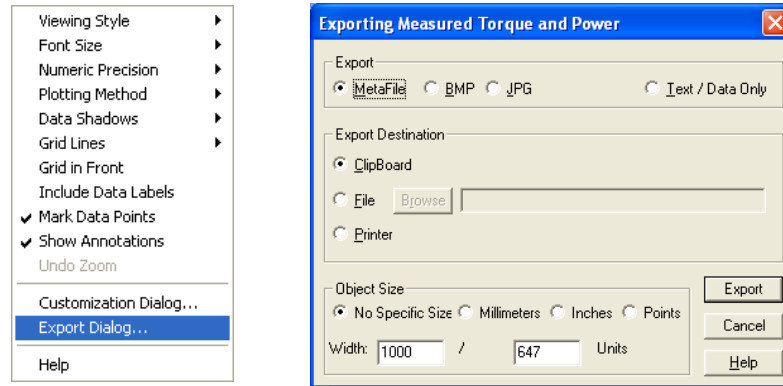 Viewing Style
Font Size
Numeric Precision
Plotting Method
Data Shadows
Grid Lines
Grid in Front
Include Data Labels
Mark Data Points
Show Annotations
Undo Zoom
Customization Dialog...
Export Dialog...
Help
Exporting Measured Torque and Power
Export
MetaFile BMP JPG Text / Data Only
Export Destination
ClipBoard
File Browse
Printer
Object Size
No Specific Size Millimeters Inches Points
Width: 1000 / 647 Units
Export
Cancel
Help